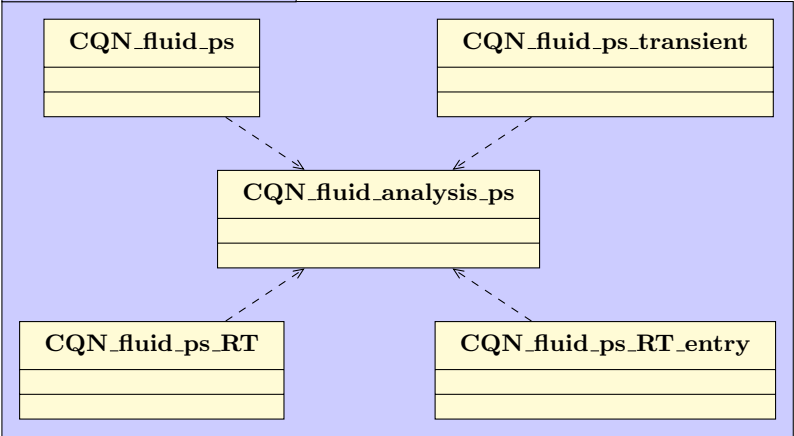 CQN_fluid_ps
CQN_fluid_ps_transient
CQN_fluid_analysis_ps
CQN_fluid_ps_RT
CQN_fluid_ps_RT_entry